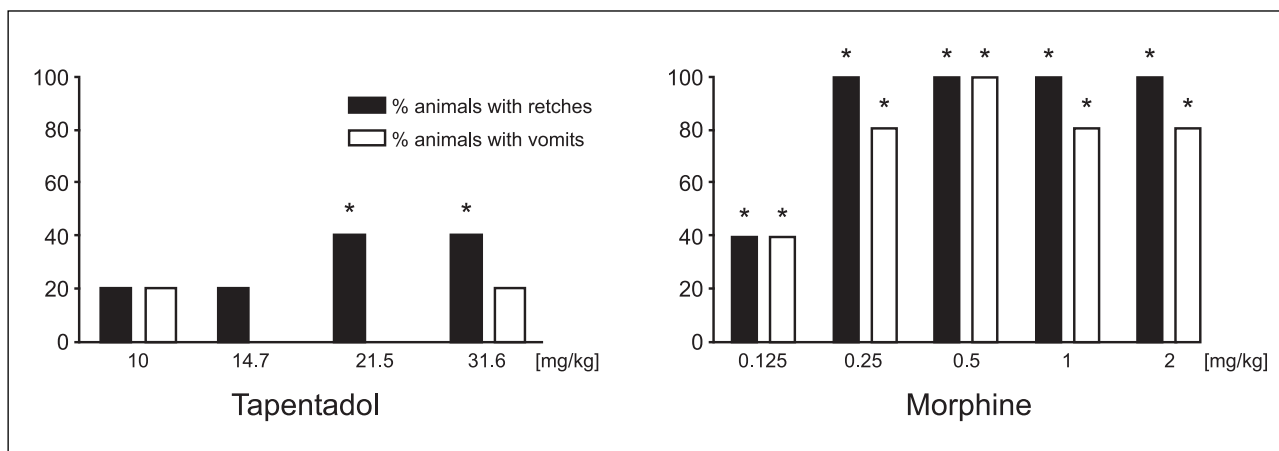 * * * * *
100 100
* *
80 % animals with retches 80
% animals with vomits
60 60
* * * *
40 40
20 20
0 0
10 14.7 21.5 31.6 [mg/kg] 0.125 0.25 0.5 1 2 [mg/kg]
Tapentadol Morphine